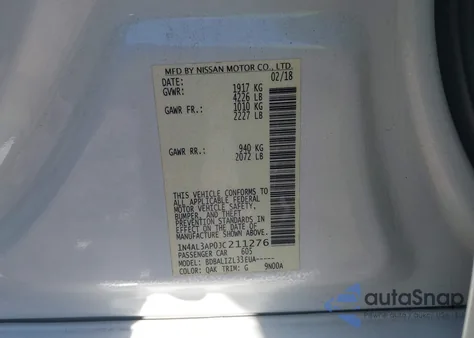 MFD BY NISSAN MOTOR CO., LTD.
DATE: 02/18
GVWR: 1917 KG
4226 LB
GAWR FR.: 1010 KG
2227 LB
GAWR RR.: 940 KG
2072 LB
THIS VEHICLE CONFORMS TO
ALL APPLICABLE FEDERAL
MOTOR VEHICLE SAFETY,
BUMPER, AND THEFT
PREVENTION STANDARDS IN
EFFECT ON THE DATE OF
MANUFACTURE SHOWN ABOVE.
1N4AL3AP0JC211276
PASSENGER CAR 605
MODEL: BDBALIZL33EUA-----
COLOR: QAK TRIM: G 9N00A
autoSnap